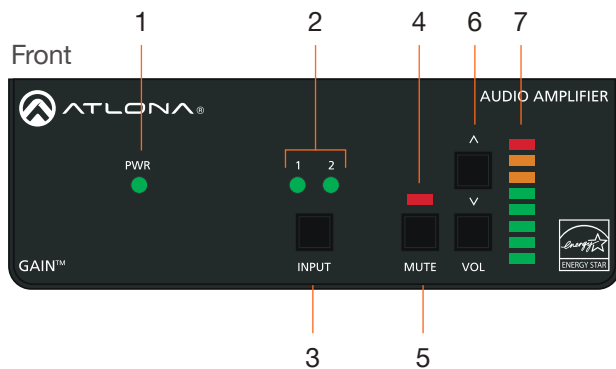 1 2 4 6 7
Front
ATLONA®
AUDIO AMPLIFIER
PWR
1 2
INPUT
MUTE
VOL
GAIN™
energy
ENERGY STAR
3 5